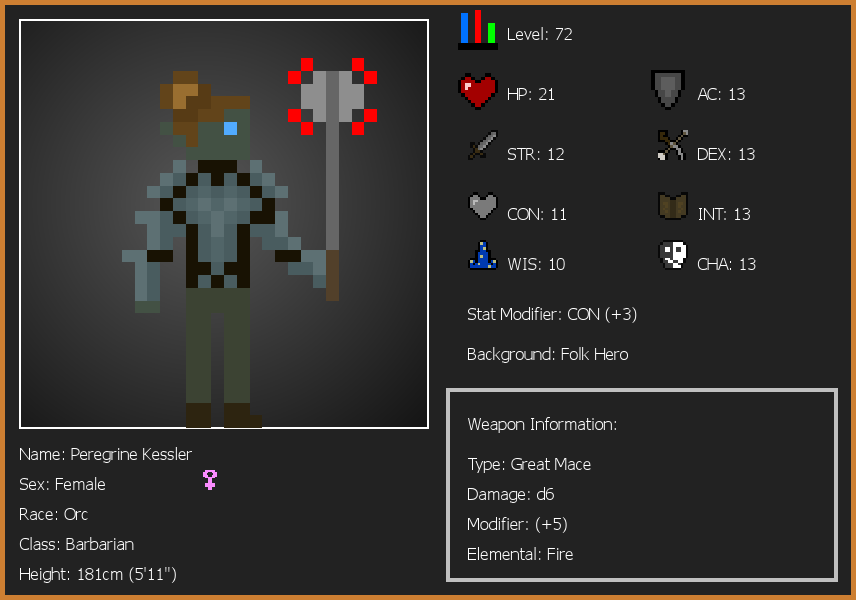 Level: 72
HP: 21
AC: 13
STR: 12
DEX: 13
CON: 11
INT: 13
WIS: 10
CHA: 13
Stat Modifier: CON (+3)
Background: Folk Hero
Weapon Information:
Type: Great Mace
Damage: d6
Modifier: (+5)
Elemental: Fire
Name: Peregrine Kessler
Sex: Female
Race: Orc
Class: Barbarian
Height: 181cm (5'11")